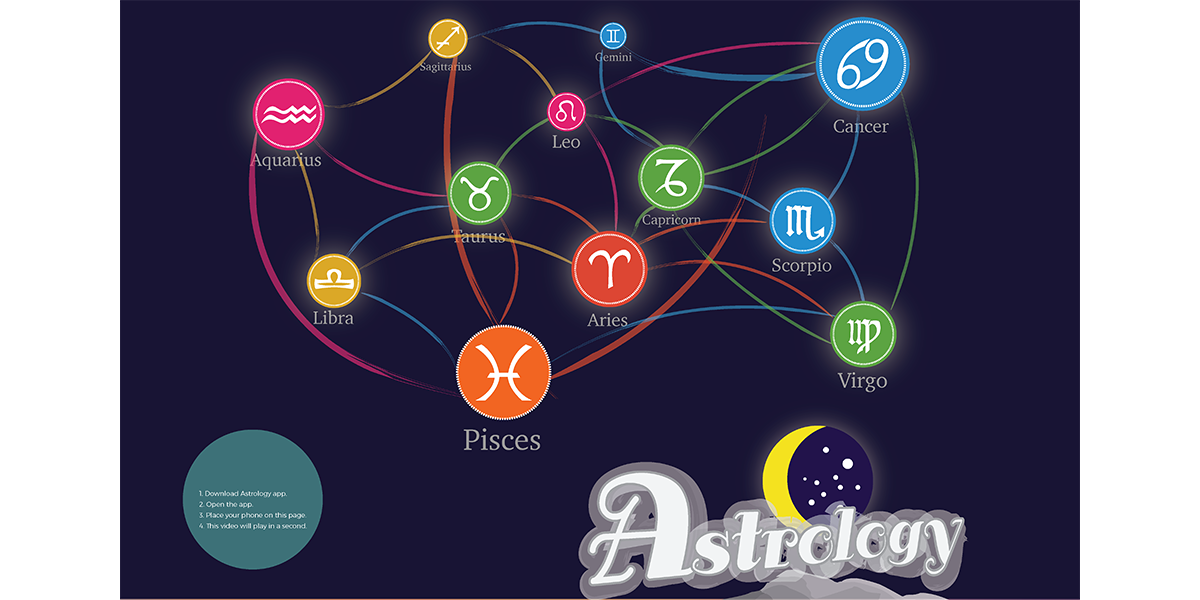 Sagittarius
Gemini
Cancer
Aquarius
Leo
Taurus
Capricorn
Scorpio
Libra
Aries
Virgo
Pisces
1. Download Astrology app.
2. Open the app.
3. Place your phone on this page.
4. This video will play in a second.
Astrology